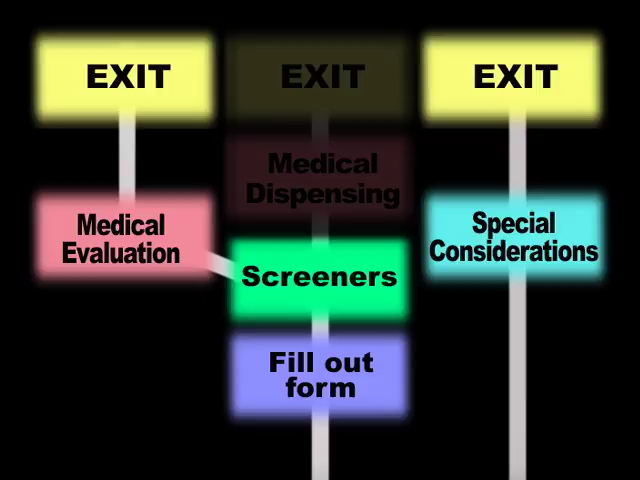 EXIT
EXIT
EXIT
Medical
Dispensing
Medical
Evaluation
Special
Considerations
Screeners
Fill out
form